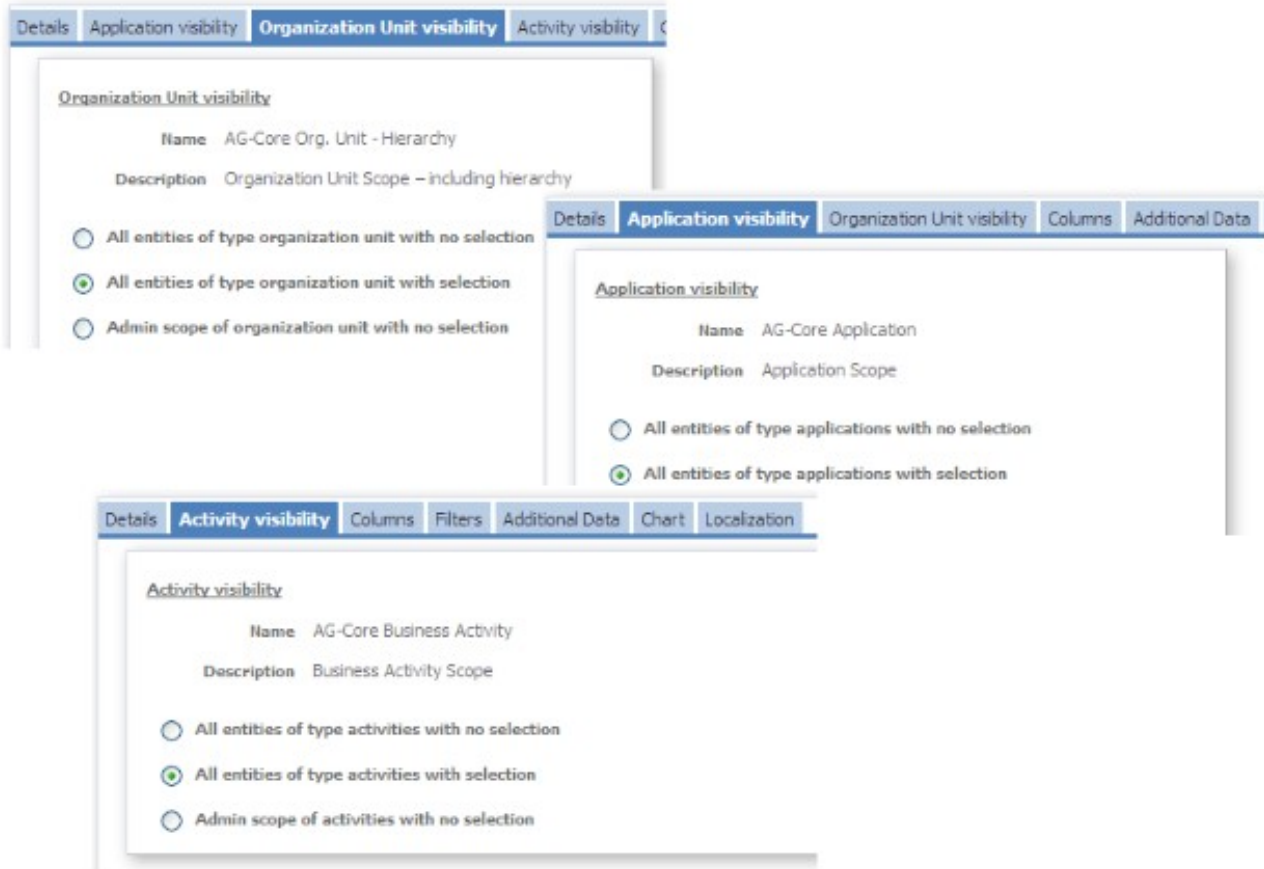 Details Application visibility Organization Unit visibility Activity visibility
Organization Unit visibility
Name AG-Core Org. Unit - Hierarchy
Description Organization Unit Scope – including hierarchy
All entities of type organization unit with no selection
All entities of type organization unit with selection
Admin scope of organization unit with no selection
Details Application visibility Organization Unit visibility Columns Additional Data
Application visibility
Name AG-Core Application
Description Application Scope
All entities of type applications with no selection
All entities of type applications with selection
Details Activity visibility Columns Filters Additional Data Chart Localization
Activity visibility
Name AG-Core Business Activity
Description Business Activity Scope
All entities of type activities with no selection
All entities of type activities with selection
Admin scope of activities with no selection